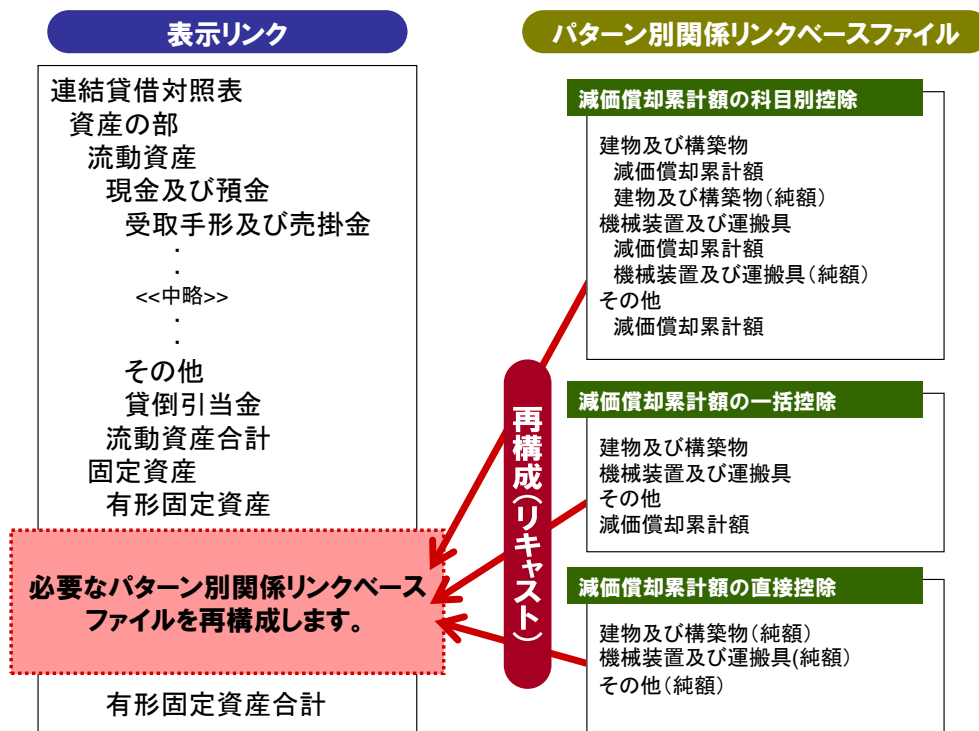 表示リンク
連結貸借対照表
資産の部
流動資産
現金及び預金
受取手形及び売掛金
・
・
<<中略>>
・
・
その他
貸倒引当金
流動資産合計
固定資産
有形固定資産
必要なパターン別関係リンクベース
ファイルを再構成します。
有形固定資産合計
再構成(リキャスト)
パターン別関係リンクベースファイル
減価償却累計額の科目別控除
建物及び構築物
減価償却累計額
建物及び構築物(純額)
機械装置及び運搬具
減価償却累計額
機械装置及び運搬具(純額)
その他
減価償却累計額
減価償却累計額の一括控除
建物及び構築物
機械装置及び運搬具
その他
減価償却累計額
減価償却累計額の直接控除
建物及び構築物(純額)
機械装置及び運搬具(純額)
その他(純額)